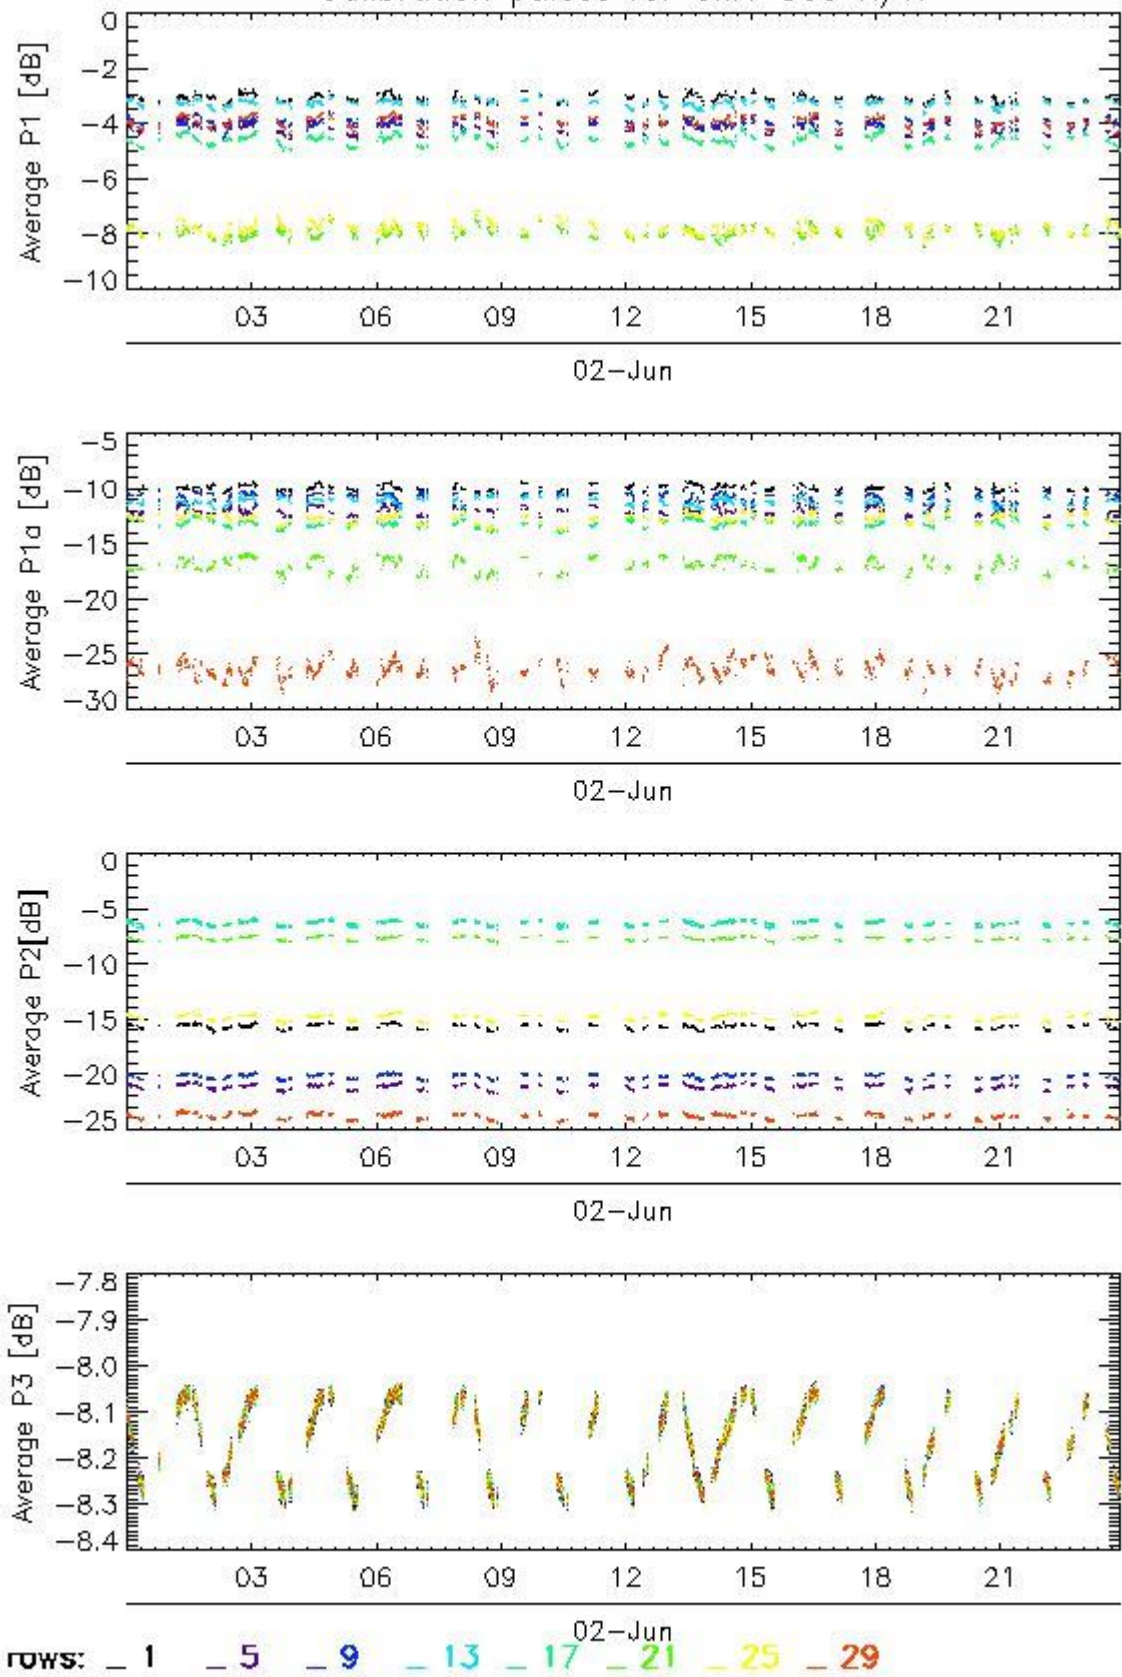 Average P1 [dB]
0
−2
−4
−6
−8
−10
03 06 09 12 15 18 21
02−Jun
Average P1a [dB]
−5
−10
−15
−20
−25
−30
03 06 09 12 15 18 21
02−Jun
Average P2[dB]
0
−5
−10
−15
−20
−25
03 06 09 12 15 18 21
02−Jun
Average P3 [dB]
−7.8
−7.9
−8.0
−8.1
−8.2
−8.3
−8.4
03 06 09 12 15 18 21
02−Jun
rows: _ 1 _ 5 _ 9 _ 13 _ 17 _ 21 _ 25 _ 29